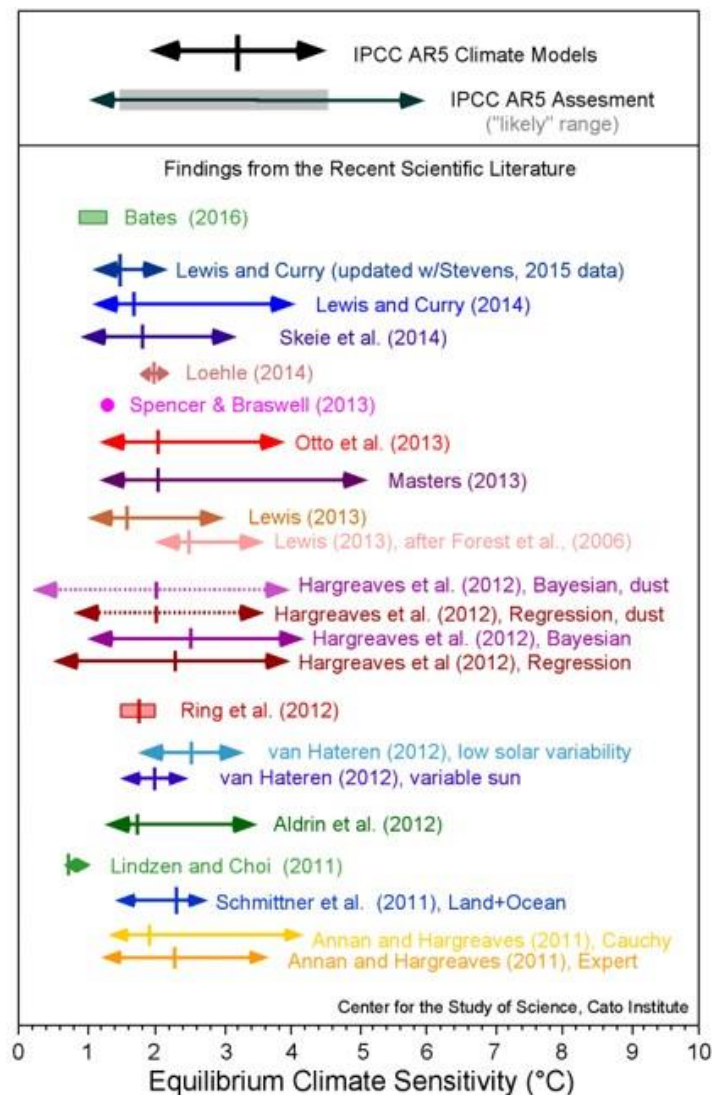 IPCC AR5 Climate Models
IPCC AR5 Assesment
("likely" range)
Findings from the Recent Scientific Literature
Bates (2016)
Lewis and Curry (updated w/Stevens, 2015 data)
Lewis and Curry (2014)
Skeie et al. (2014)
Loehle (2014)
Spencer & Braswell (2013)
Otto et al. (2013)
Masters (2013)
Lewis (2013)
Lewis (2013), after Forest et al., (2006)
Hargreaves et al. (2012), Bayesian, dust
Hargreaves et al. (2012), Regression, dust
Hargreaves et al. (2012), Bayesian
Hargreaves et al (2012), Regression
Ring et al. (2012)
van Hateren (2012), low solar variability
van Hateren (2012), variable sun
Aldrin et al. (2012)
Lindzen and Choi (2011)
Schmittner et al. (2011), Land+Ocean
Annan and Hargreaves (2011), Cauchy
Annan and Hargreaves (2011), Expert
Center for the Study of Science, Cato Institute
0 1 2 3 4 5 6 7 8 9 10
Equilibrium Climate Sensitivity (°C)